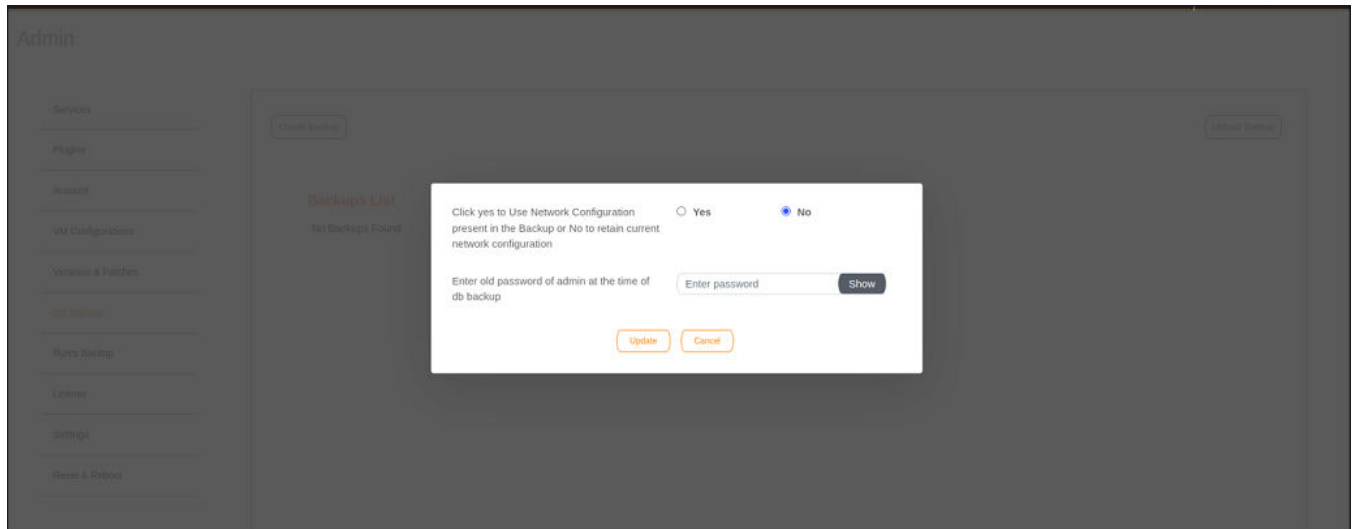 Admin
Services
Plugins
Account
VM Configurations
Versions & Patches
DB Backup
Rules Backup
License
Settings
Reset & Reboot
Create Backup
Upload Backup
Backups List
No Backups Found
Click yes to Use Network Configuration
present in the Backup or No to retain current
network configuration
Yes
No
Enter old password of admin at the time of
db backup
Enter password
Show
Update
Cancel